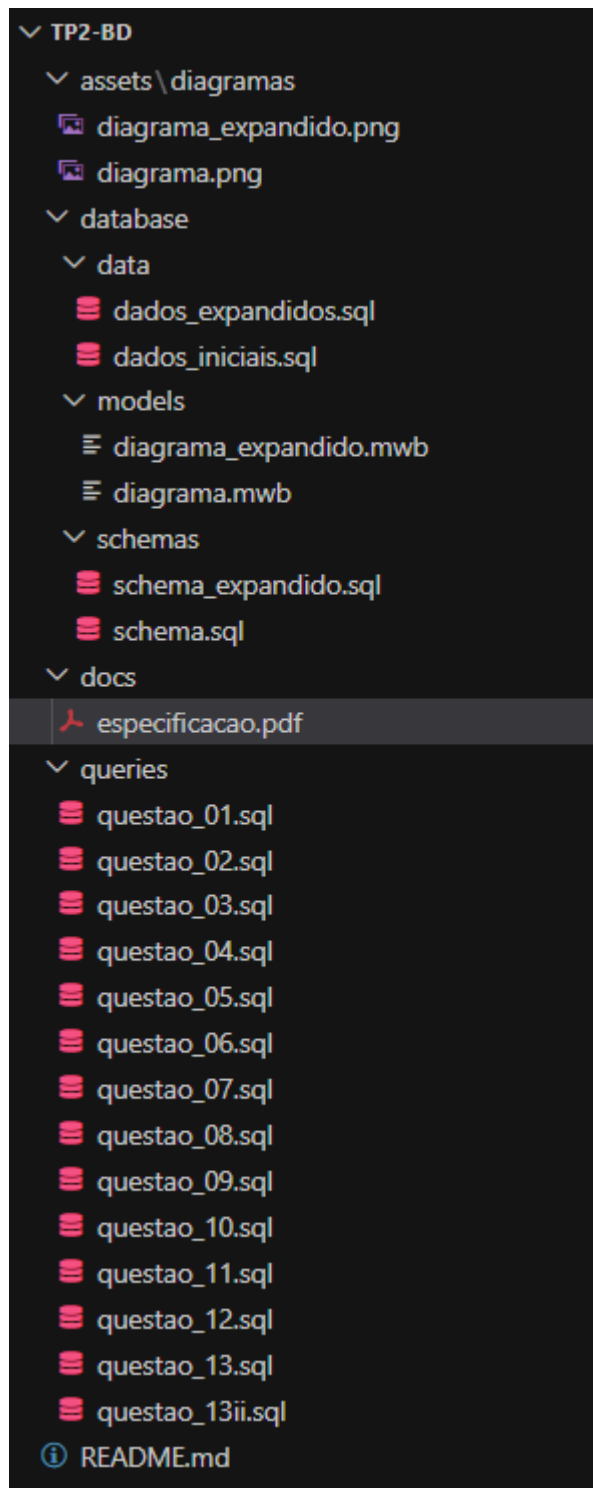 TP2-BD
assets\diagramas
diagrama_expandido.png
diagrama.png
database
data
dados_expandidos.sql
dados_iniciais.sql
models
diagrama_expandido.mwb
diagrama.mwb
schemas
schema_expandido.sql
schema.sql
docs
especificacao.pdf
queries
questao_01.sql
questao_02.sql
questao_03.sql
questao_04.sql
questao_05.sql
questao_06.sql
questao_07.sql
questao_08.sql
questao_09.sql
questao_10.sql
questao_11.sql
questao_12.sql
questao_13.sql
questao_13ii.sql
README.md